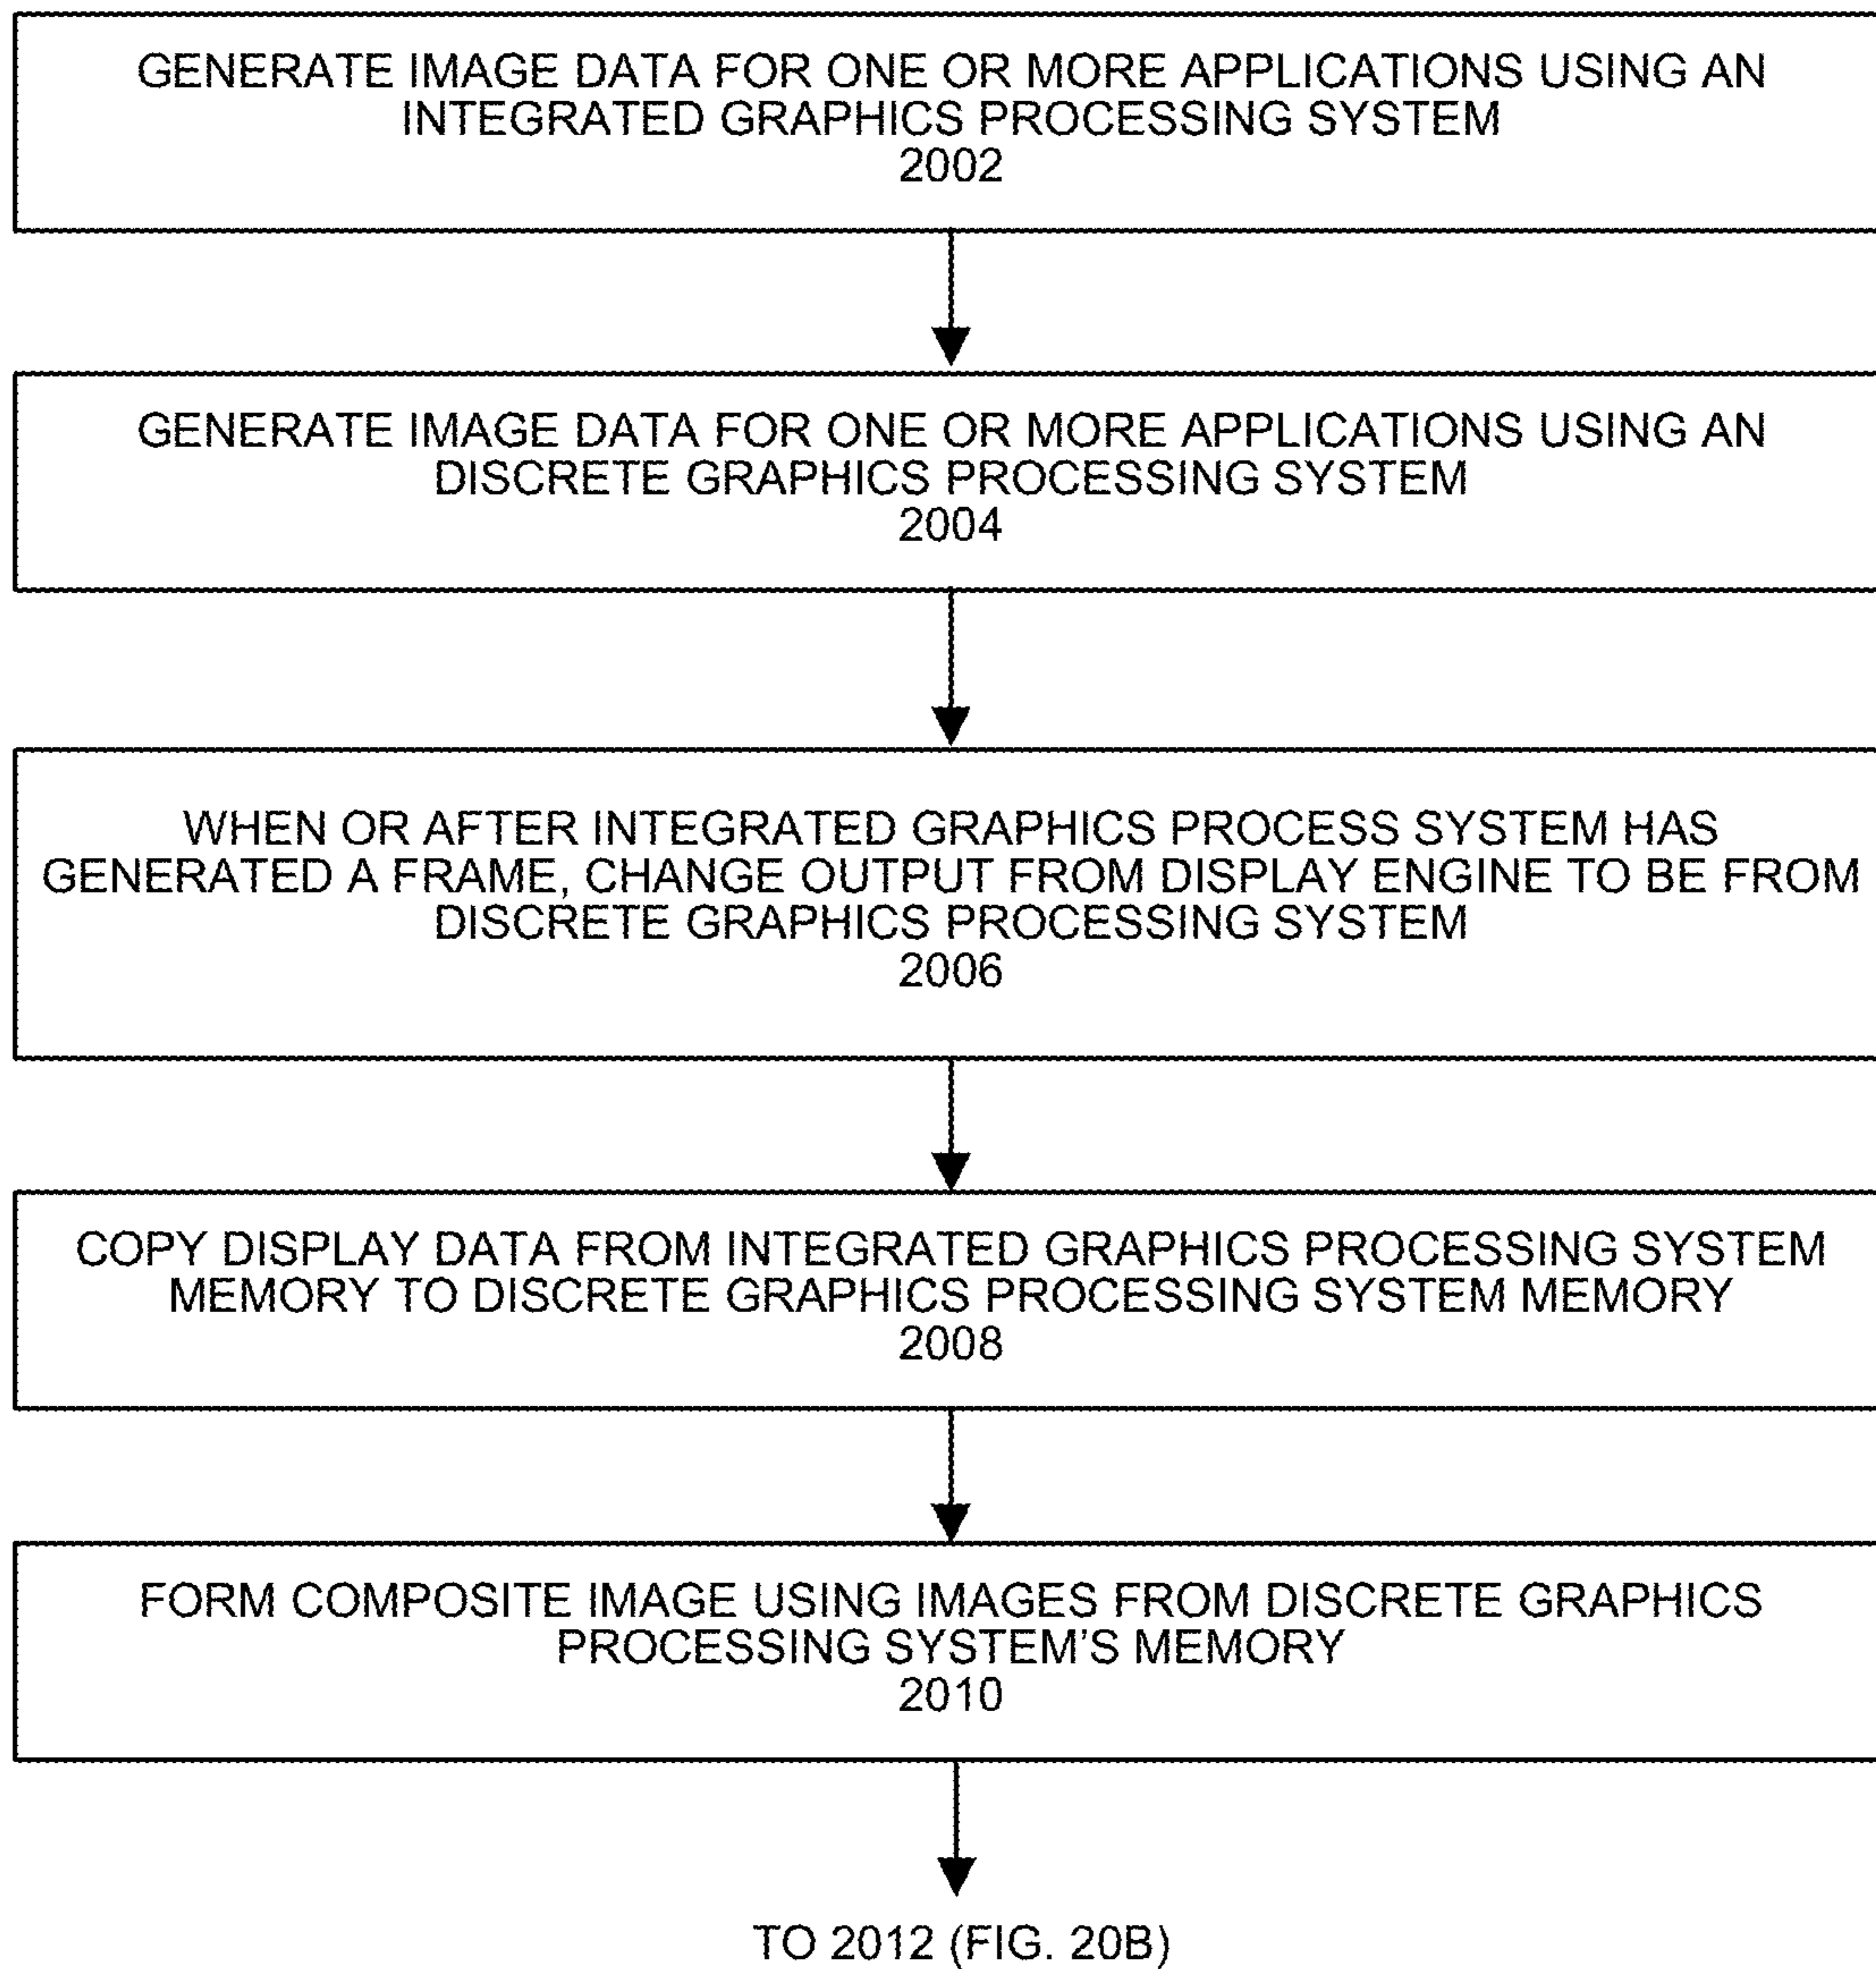 GENERATE IMAGE DATA FOR ONE OR MORE APPLICATIONS USING AN
INTEGRATED GRAPHICS PROCESSING SYSTEM
2002
GENERATE IMAGE DATA FOR ONE OR MORE APPLICATIONS USING AN
DISCRETE GRAPHICS PROCESSING SYSTEM
2004
WHEN OR AFTER INTEGRATED GRAPHICS PROCESS SYSTEM HAS
GENERATED A FRAME, CHANGE OUTPUT FROM DISPLAY ENGINE TO BE FROM
DISCRETE GRAPHICS PROCESSING SYSTEM
2006
COPY DISPLAY DATA FROM INTEGRATED GRAPHICS PROCESSING SYSTEM
MEMORY TO DISCRETE GRAPHICS PROCESSING SYSTEM MEMORY
2008
FORM COMPOSITE IMAGE USING IMAGES FROM DISCRETE GRAPHICS
PROCESSING SYSTEM'S MEMORY
2010
TO 2012 (FIG. 20B)